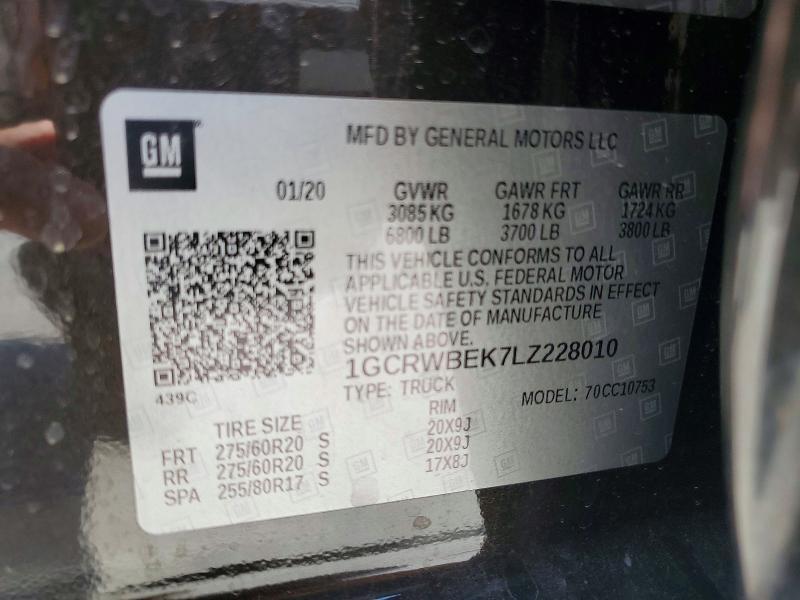 GM
MFD BY GENERAL MOTORS LLC
01/20 GVWR GAWR FRT GAWR RR
3085 KG 1678 KG 1724 KG
6800 LB 3700 LB 3800 LB
THIS VEHICLE CONFORMS TO ALL
APPLICABLE U.S. FEDERAL MOTOR
VEHICLE SAFETY STANDARDS IN EFFECT
ON THE DATE OF MANUFACTURE
SHOWN ABOVE.
1GCRWBEK7LZ228010
439C
TYPE: TRUCK MODEL: 70CC10753
TIRE SIZE RIM
FRT 275/60R20 S 20X9J
RR 275/60R20 S 20X9J
SPA 255/80R17 S 17X8J